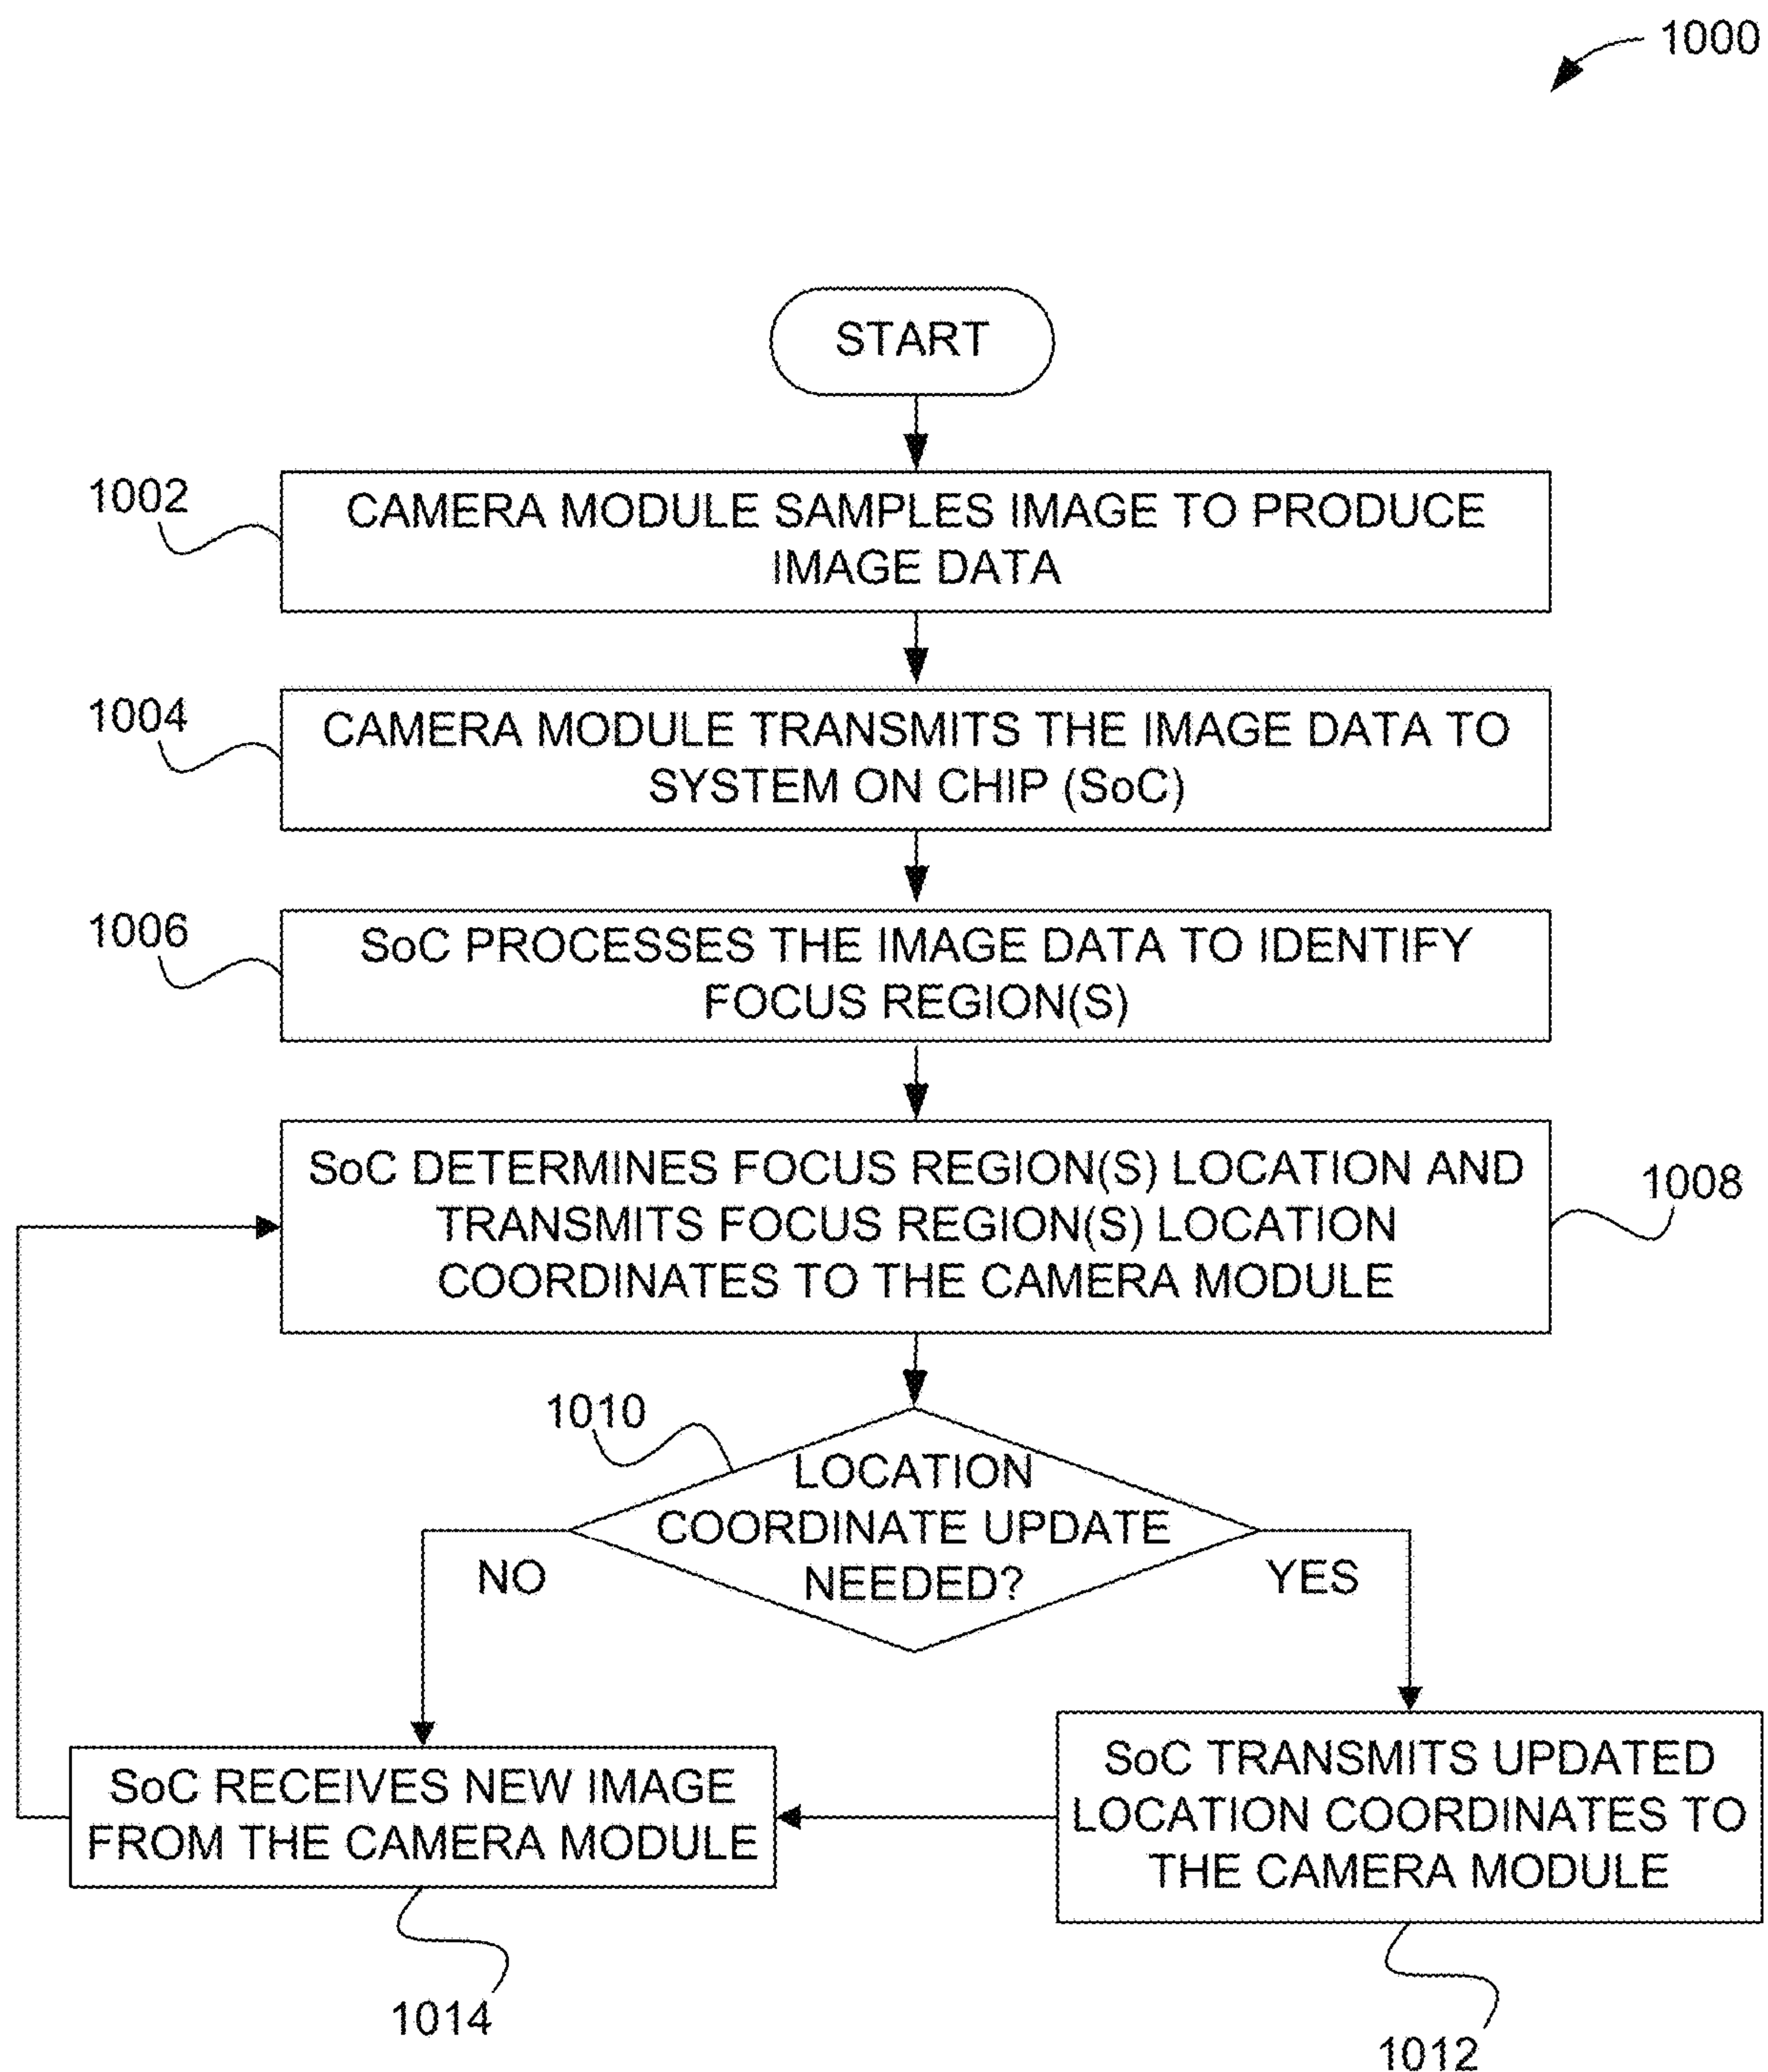 1000
START
1002
CAMERA MODULE SAMPLES IMAGE TO PRODUCE
IMAGE DATA
1004
CAMERA MODULE TRANSMITS THE IMAGE DATA TO
SYSTEM ON CHIP (SoC)
1006
SoC PROCESSES THE IMAGE DATA TO IDENTIFY
FOCUS REGION(S)
SoC DETERMINES FOCUS REGION(S) LOCATION AND
TRANSMITS FOCUS REGION(S) LOCATION
COORDINATES TO THE CAMERA MODULE
1008
1010
LOCATION
COORDINATE UPDATE
NEEDED?
NO
YES
SoC RECEIVES NEW IMAGE
FROM THE CAMERA MODULE
SoC TRANSMITS UPDATED
LOCATION COORDINATES TO
THE CAMERA MODULE
1014
1012